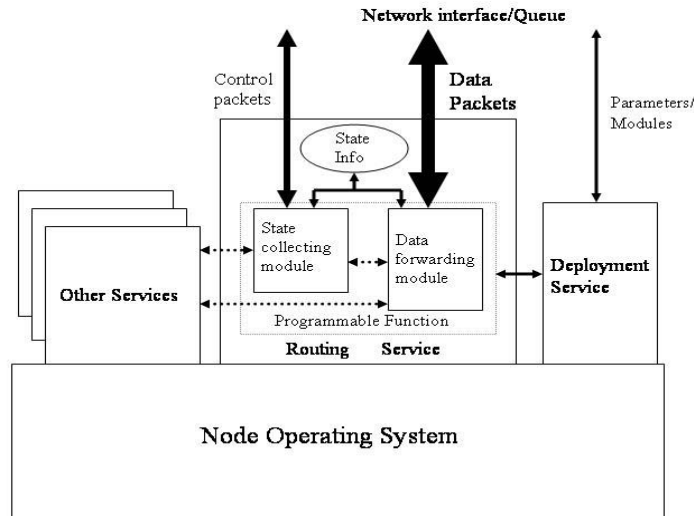 Network interface/Queue
Control
packets
Data
Packets
Parameters/
Modules
State
Info
State
collecting
module
Data
forwarding
module
Other Services
Deployment
Service
Programmable Function
Routing Service
Node Operating System